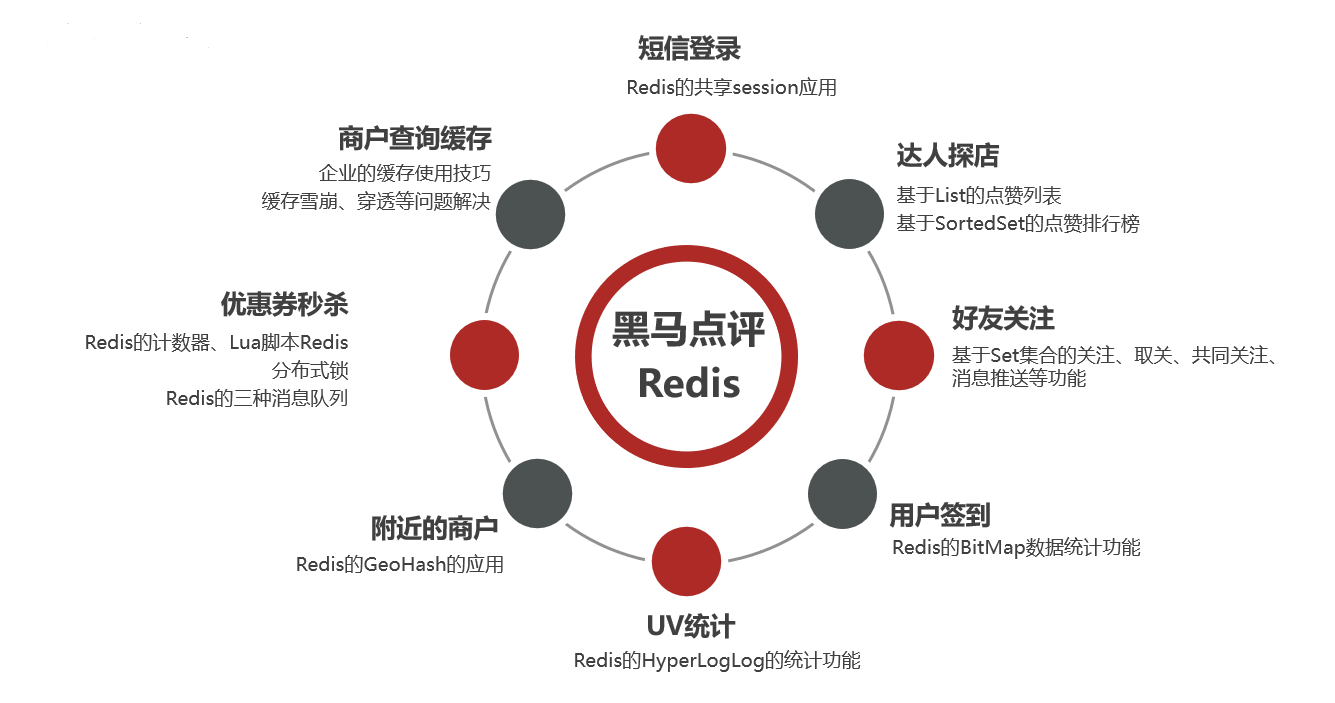 短信登录
Redis的共享session应用
商户查询缓存
企业的缓存使用技巧
缓存雪崩、穿透等问题解决
达人探店
基于List的点赞列表
基于SortedSet的点赞排行榜
优惠券秒杀
Redis的计数器、Lua脚本Redis
分布式锁
Redis的三种消息队列
黑马点评
Redis
好友关注
基于Set集合的关注、取关、共同关注、
消息推送等功能
附近的商户
Redis的GeoHash的应用
用户签到
Redis的BitMap数据统计功能
UV统计
Redis的HyperLogLog的统计功能